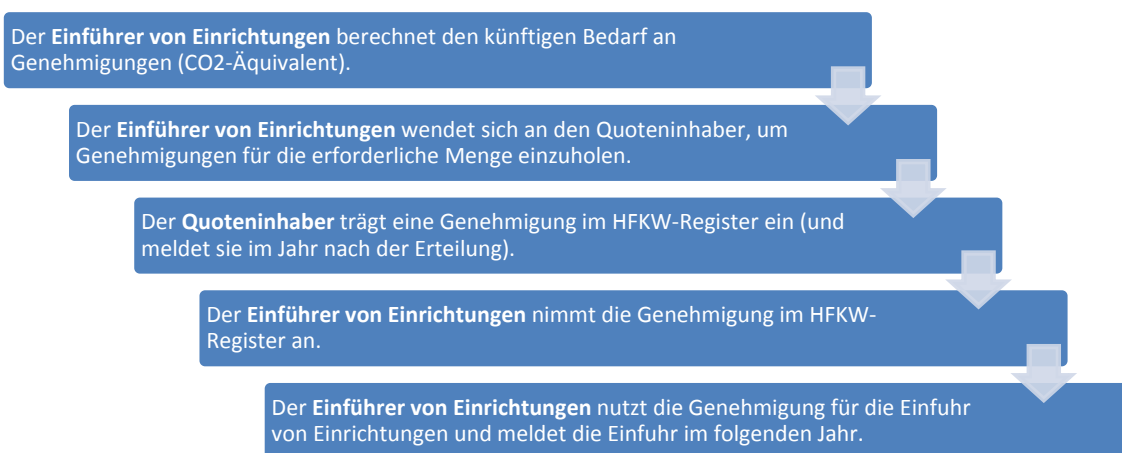 Der Einführer von Einrichtungen berechnet den künftigen Bedarf an
Genehmigungen (CO2-Äquivalent).
Der Einführer von Einrichtungen wendet sich an den Quoteninhaber, um
Genehmigungen für die erforderliche Menge einzuholen.
Der Quoteninhaber trägt eine Genehmigung im HFKW-Register ein (und
meldet sie im Jahr nach der Erteilung).
Der Einführer von Einrichtungen nimmt die Genehmigung im HFKW-
Register an.
Der Einführer von Einrichtungen nutzt die Genehmigung für die Einfuhr
von Einrichtungen und meldet die Einfuhr im folgenden Jahr.